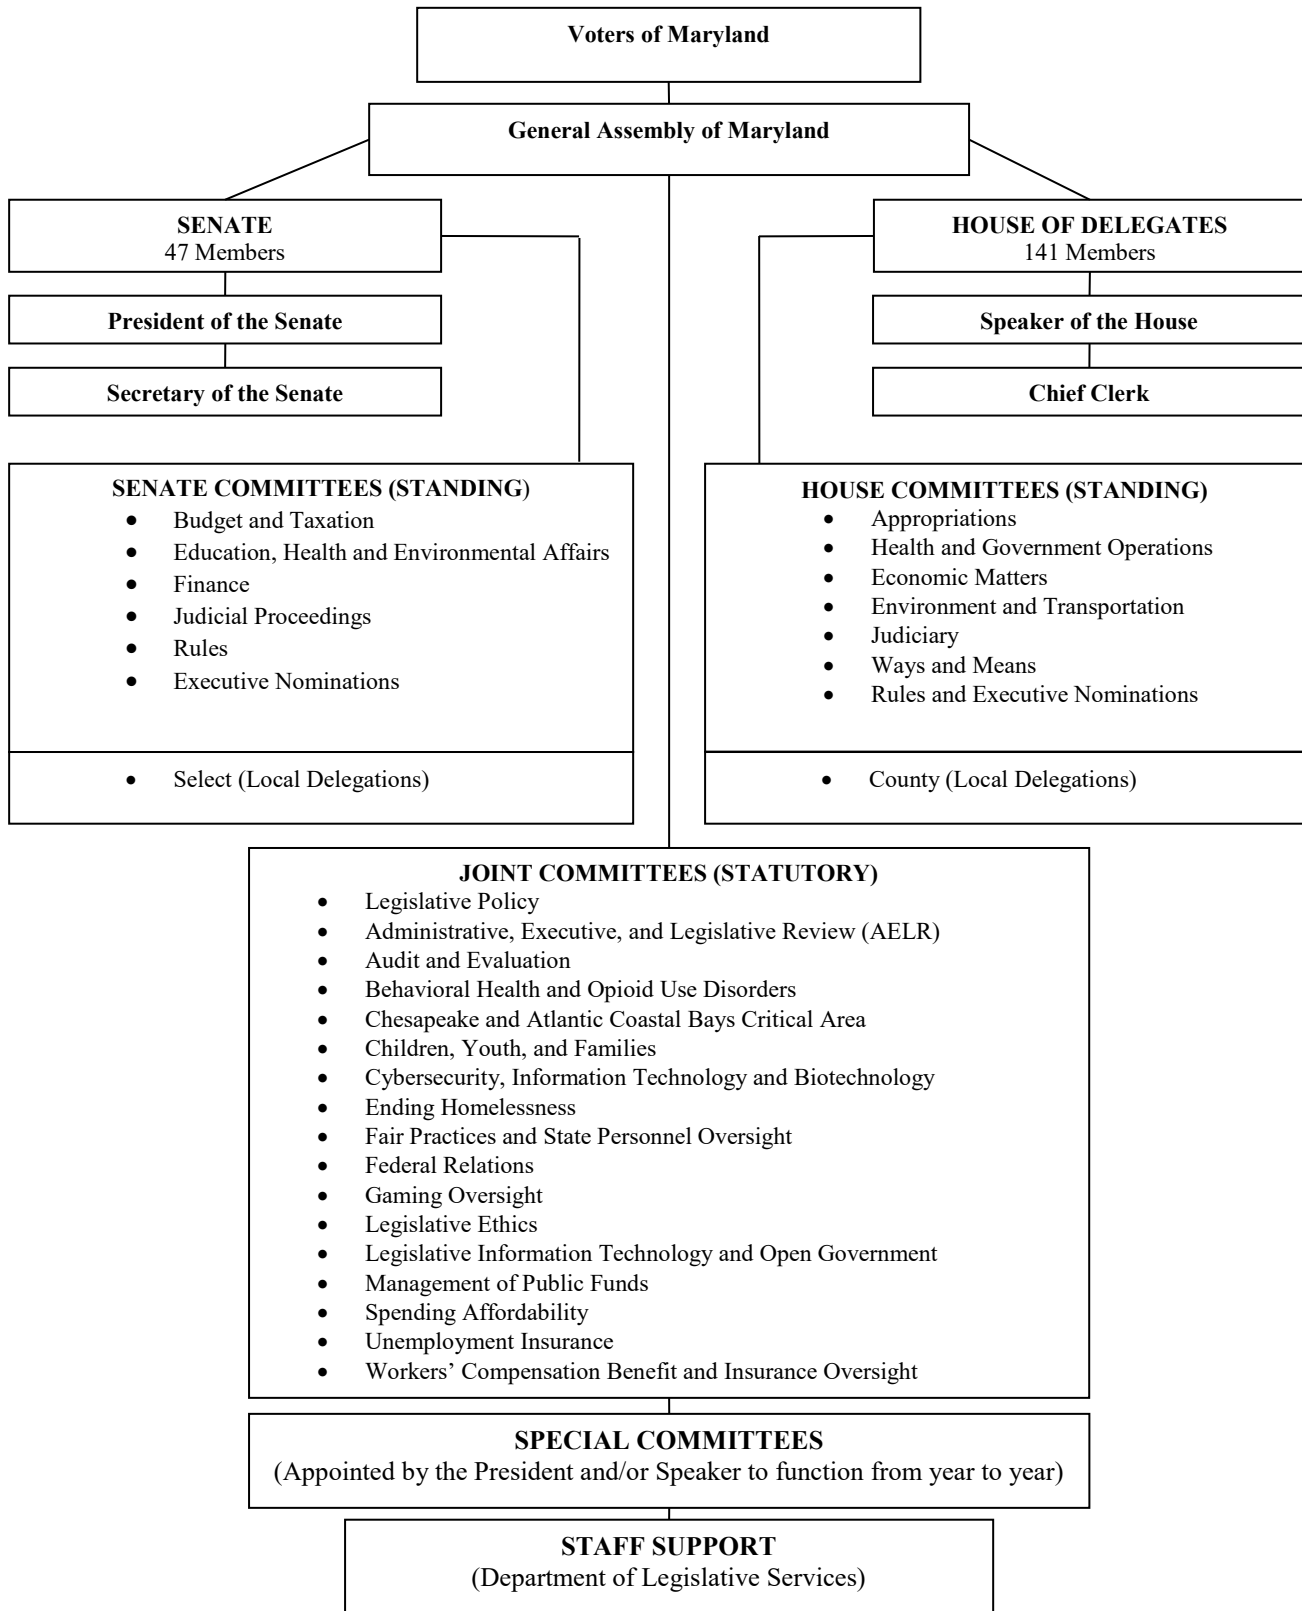 Voters of Maryland
General Assembly of Maryland
SENATE
47 Members
HOUSE OF DELEGATES
141 Members
President of the Senate
Speaker of the House
Secretary of the Senate
Chief Clerk
SENATE COMMITTEES (STANDING)
• Budget and Taxation
• Education, Health and Environmental Affairs
• Finance
• Judicial Proceedings
• Rules
• Executive Nominations
• Select (Local Delegations)
HOUSE COMMITTEES (STANDING)
• Appropriations
• Health and Government Operations
• Economic Matters
• Environment and Transportation
• Judiciary
• Ways and Means
• Rules and Executive Nominations
• County (Local Delegations)
JOINT COMMITTEES (STATUTORY)
• Legislative Policy
• Administrative, Executive, and Legislative Review (AELR)
• Audit and Evaluation
• Behavioral Health and Opioid Use Disorders
• Chesapeake and Atlantic Coastal Bays Critical Area
• Children, Youth, and Families
• Cybersecurity, Information Technology and Biotechnology
• Ending Homelessness
• Fair Practices and State Personnel Oversight
• Federal Relations
• Gaming Oversight
• Legislative Ethics
• Legislative Information Technology and Open Government
• Management of Public Funds
• Spending Affordability
• Unemployment Insurance
• Workers’ Compensation Benefit and Insurance Oversight
SPECIAL COMMITTEES
(Appointed by the President and/or Speaker to function from year to year)
STAFF SUPPORT
(Department of Legislative Services)